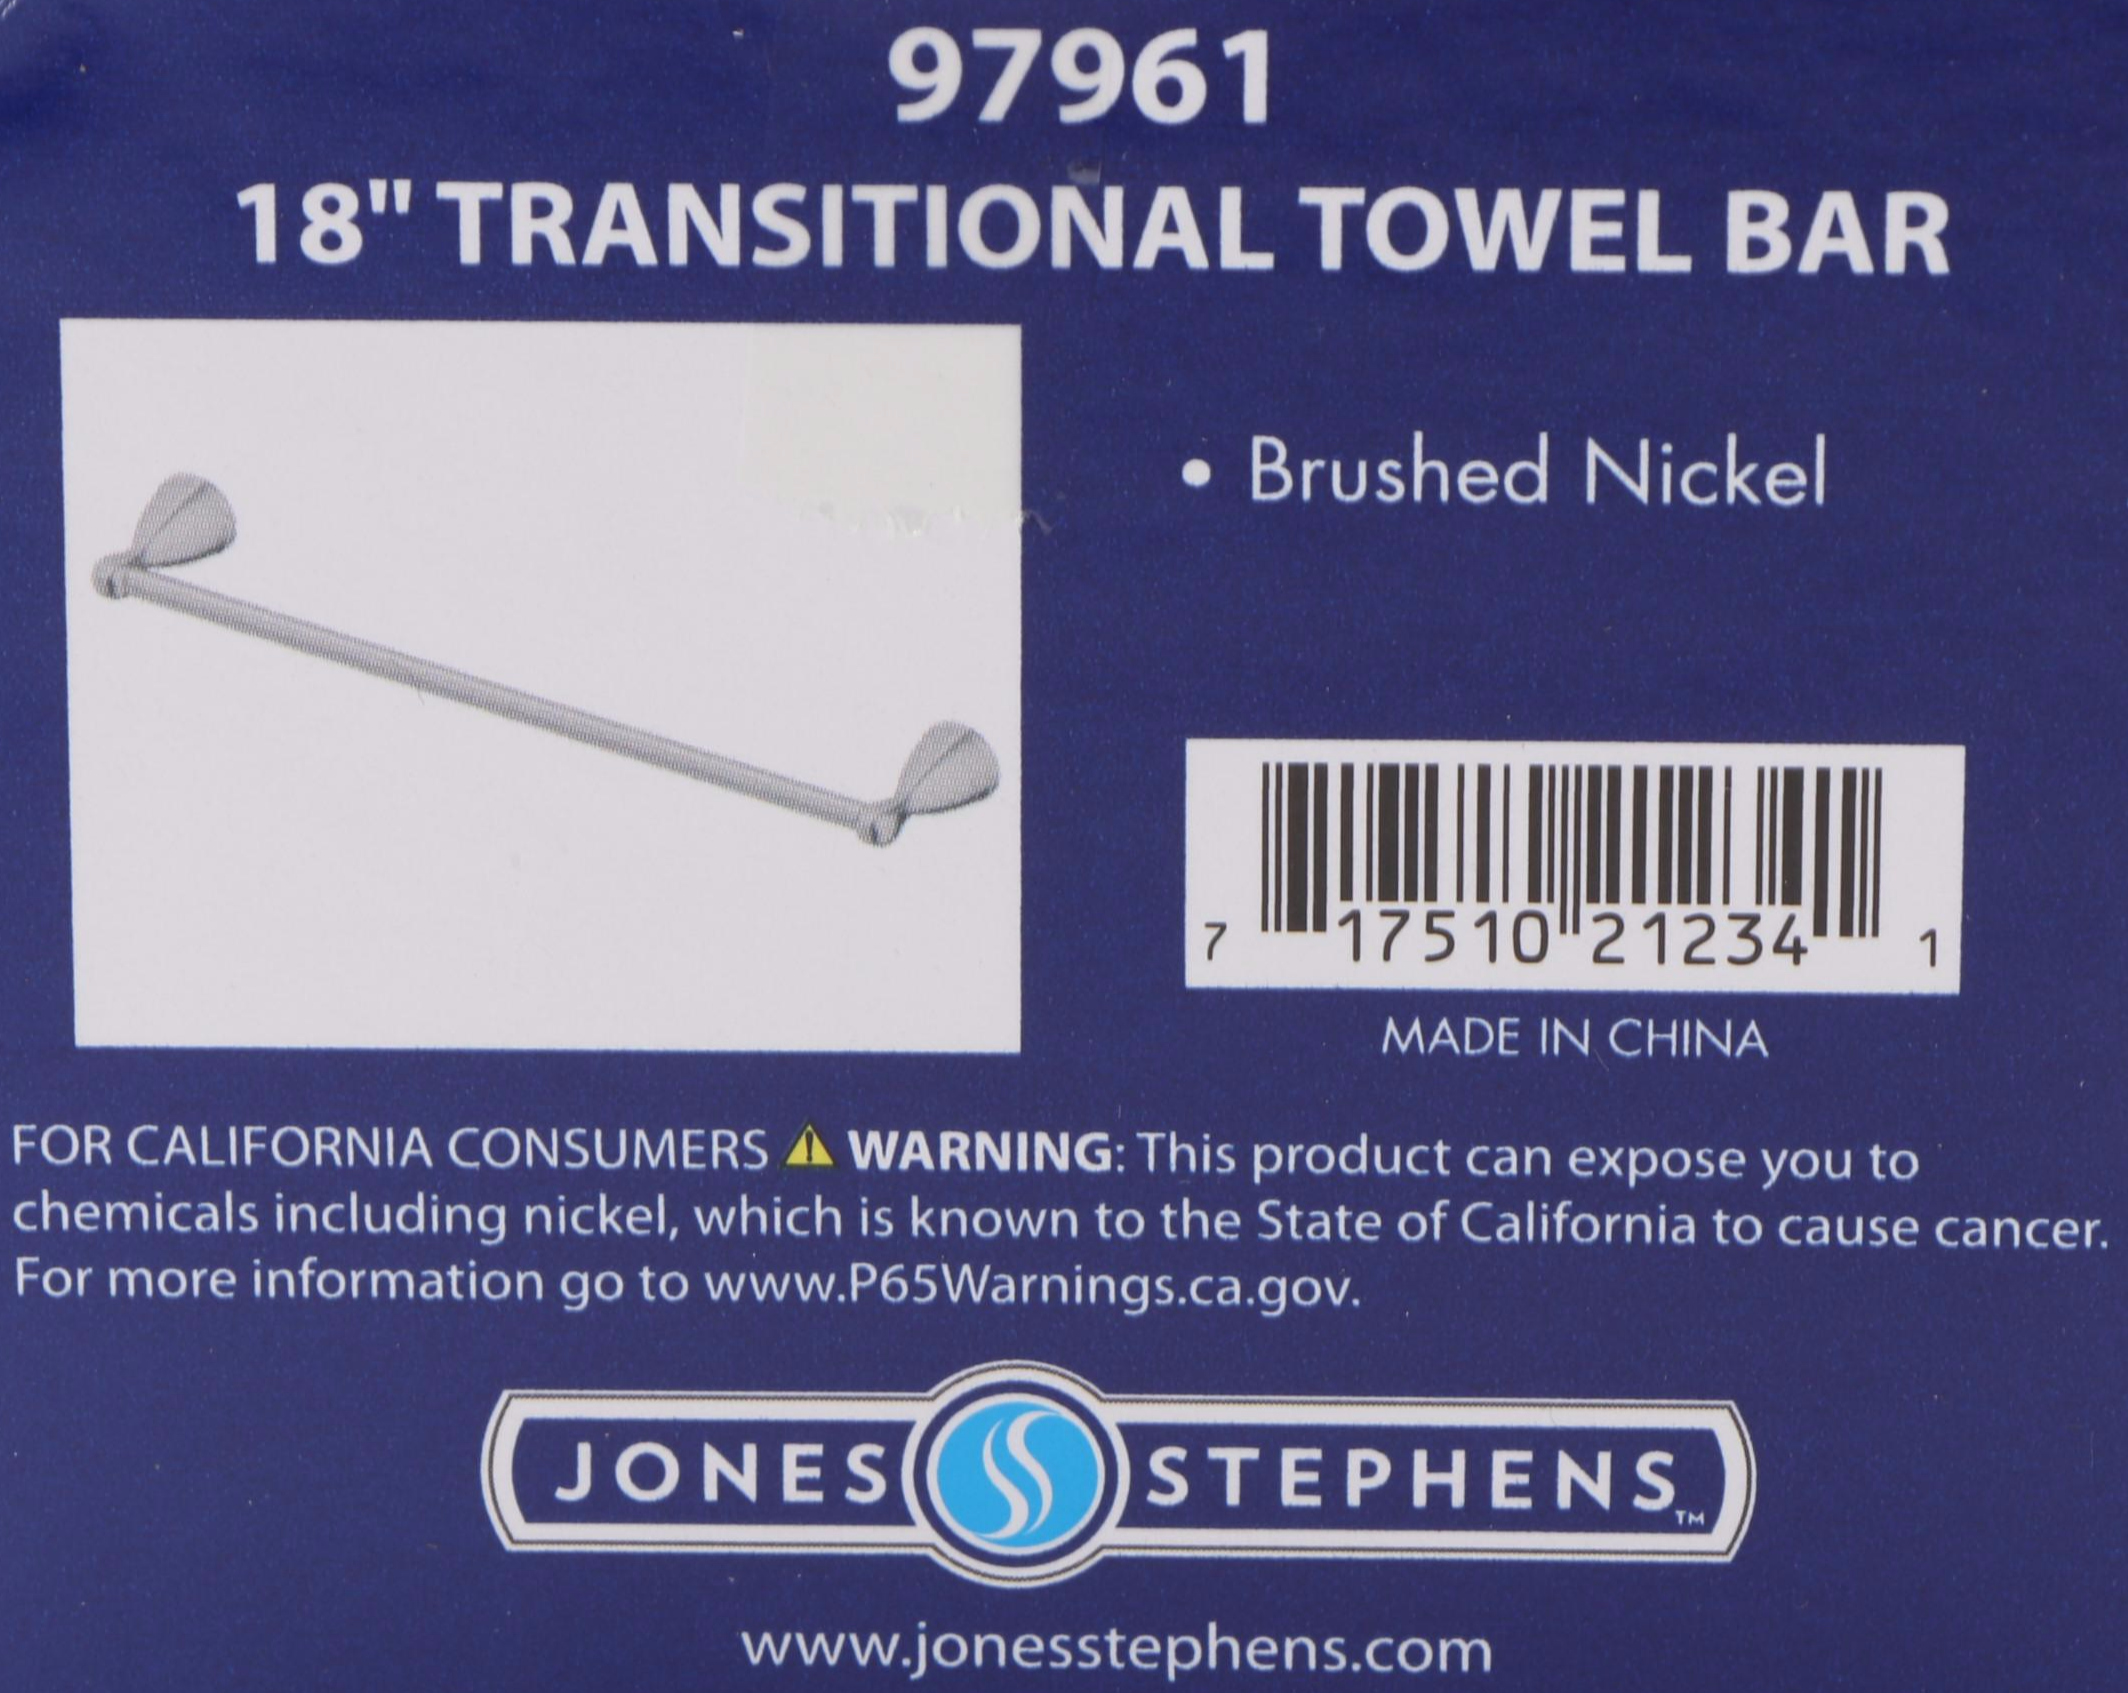 97961
18" TRANSITIONAL TOWEL BAR
• Brushed Nickel
7 17510 21234 1
MADE IN CHINA
FOR CALIFORNIA CONSUMERS ⚠ WARNING: This product can expose you to
chemicals including nickel, which is known to the State of California to cause cancer.
For more information go to www.P65Warnings.ca.gov.
JONES STEPHENS™
www.jonesstephens.com